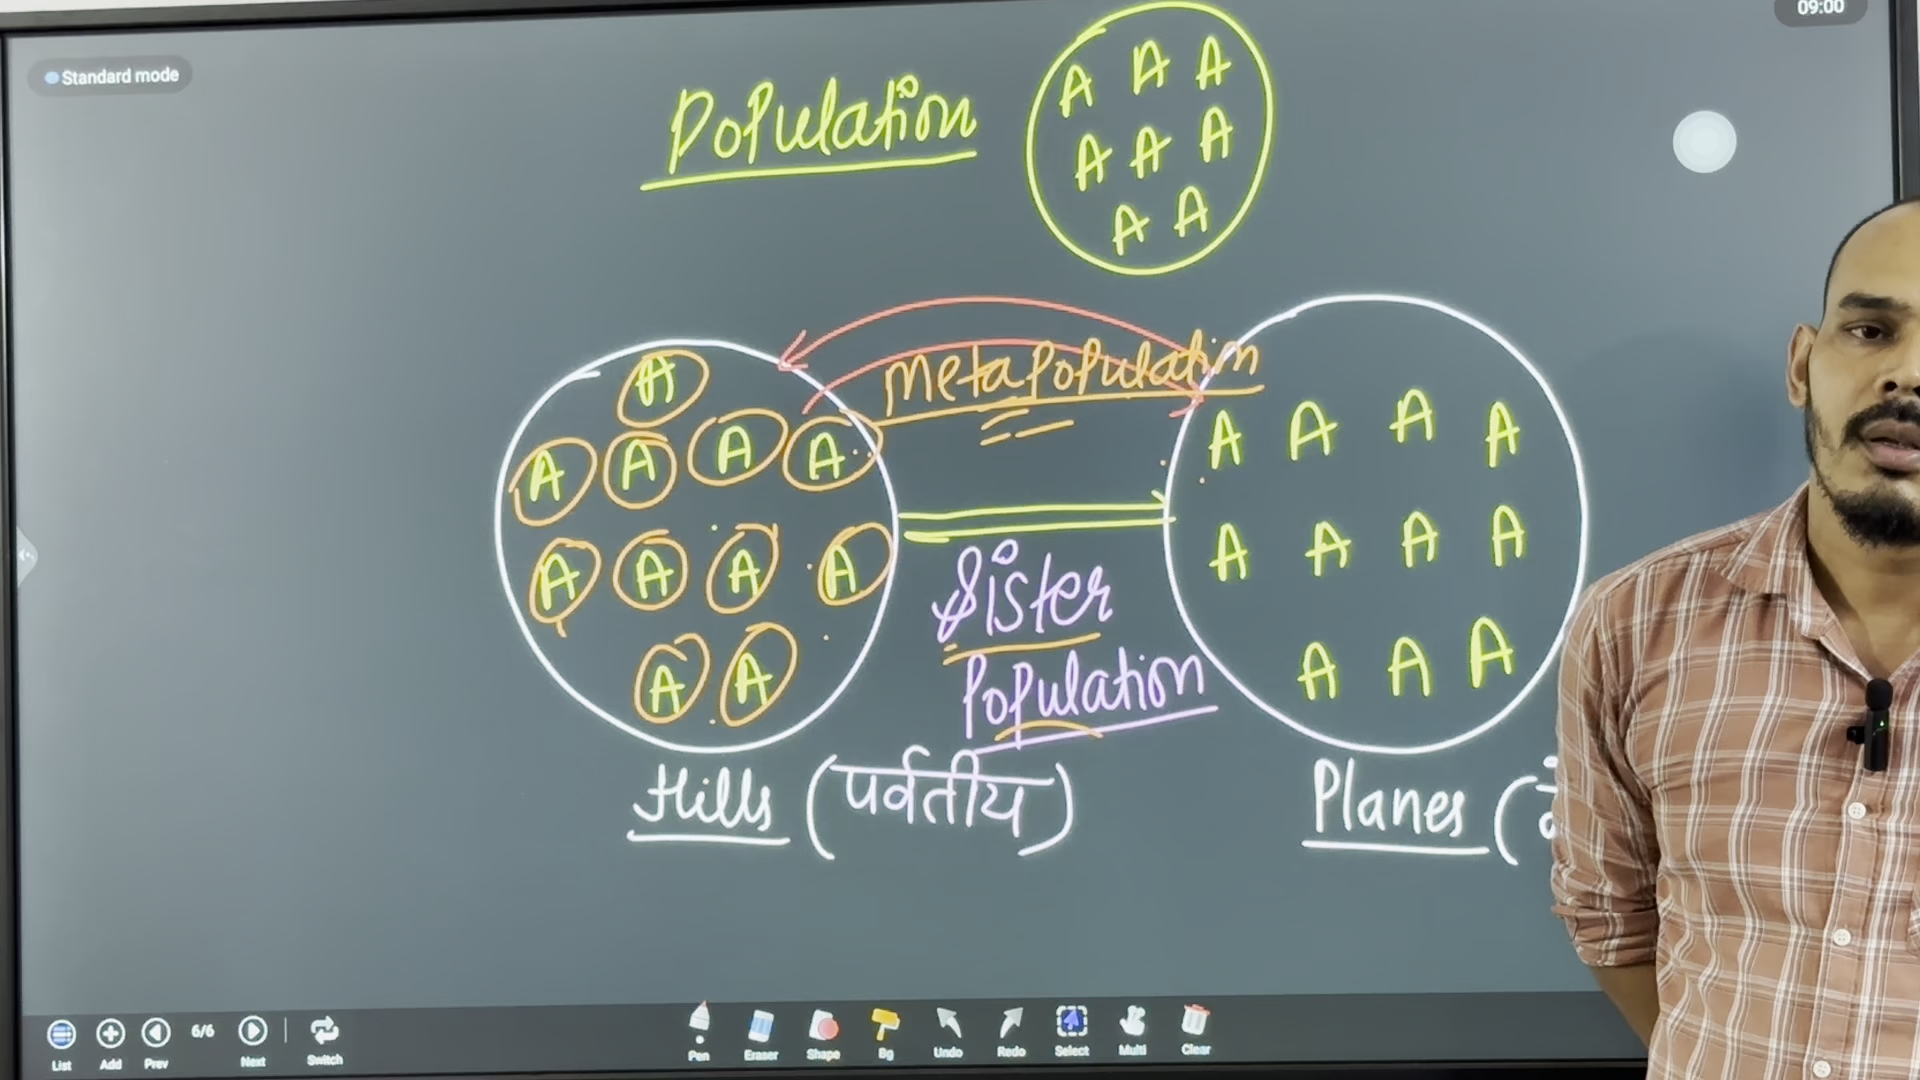 09:00
Standard mode
Population
A A A
A A A
A A
Metapopulation
A
A A A A
A A A A
A A
A A A A
A A A A
A A A
Sister
Population
Hills (पर्वतीय)
Planes (
List Add Prev 6/6 Next Switch Pen Eraser Shape Bg Undo Redo Select Multi Clear